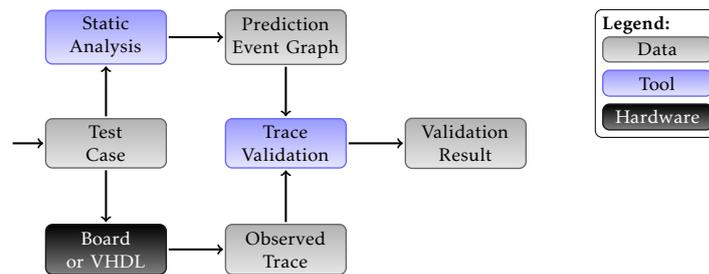 Static
Analysis
Prediction
Event Graph
Test
Case
Trace
Validation
Validation
Result
Board
or VHDL
Observed
Trace
Legend:
Data
Tool
Hardware